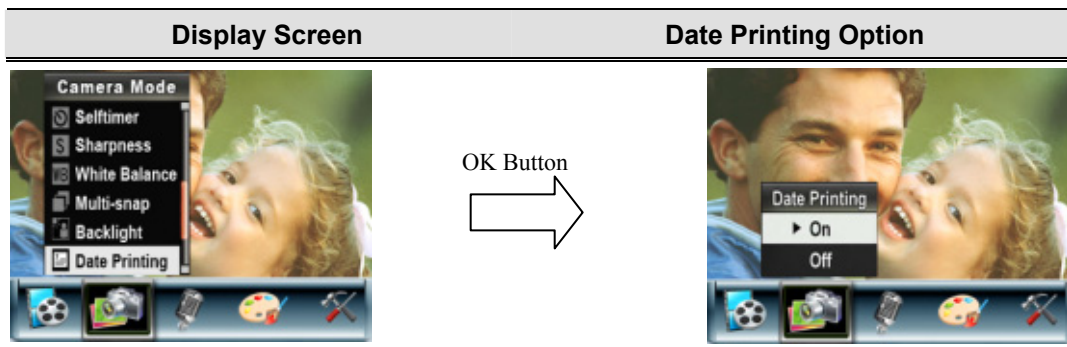 Display Screen
Date Printing Option
Camera Mode
Selftimer
S Sharpness
WB White Balance
Multi-snap
Backlight
Date Printing
OK Button
Date Printing
On
Off